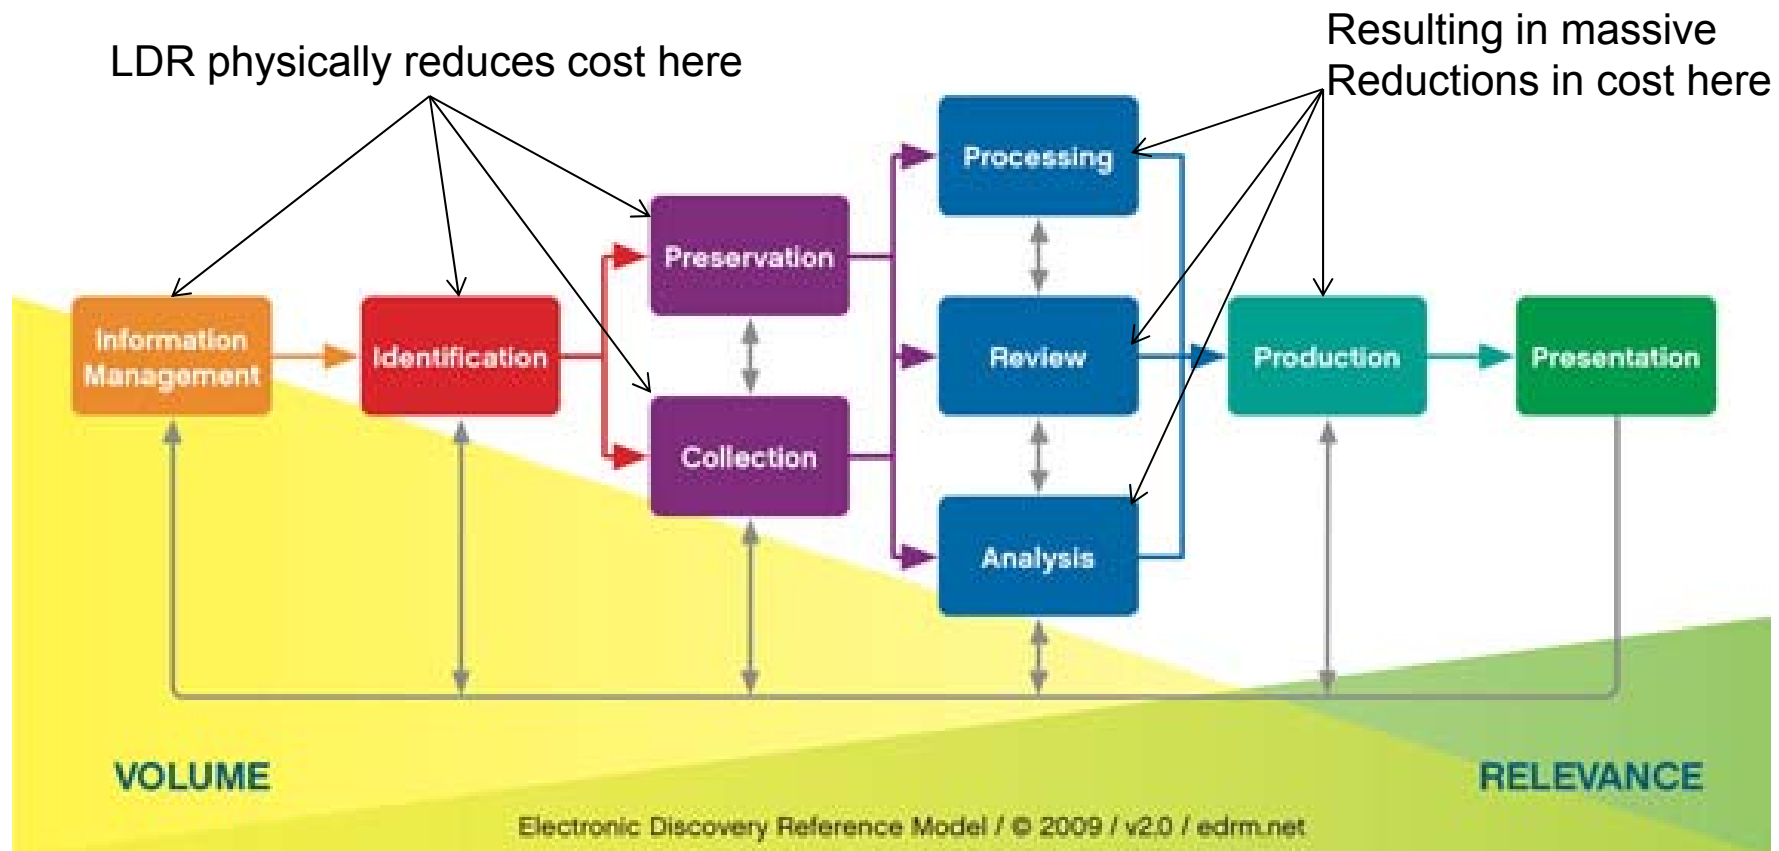 LDR physically reduces cost here
Resulting in massive
Reductions in cost here
Processing
Preservation
Information
Management
Identification
Review
Production
Presentation
Collection
Analysis
VOLUME
RELEVANCE
Electronic Discovery Reference Model / © 2009 / v2.0 / edrm.net